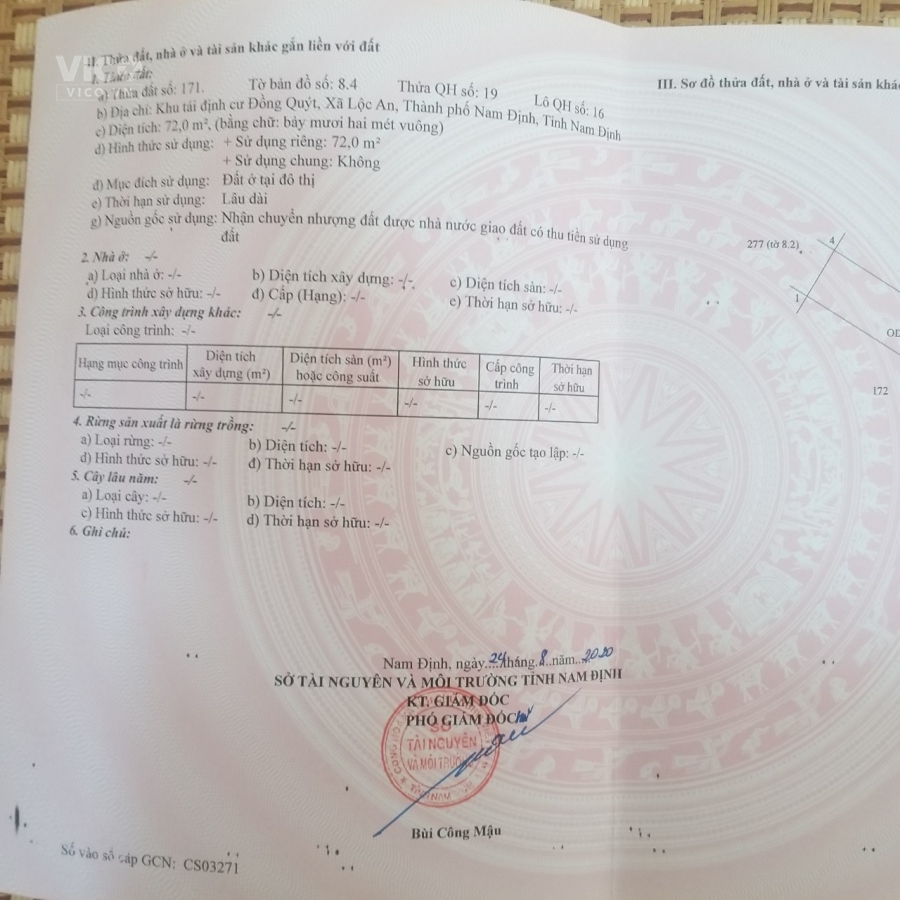 II. Thửa đất, nhà ở và tài sản khác gắn liền với đất
1. Thửa đất:
a) Thửa đất số: 171. Tờ bản đồ số: 8.4 Thửa QH số: 19 Lô QH số: 16
b) Địa chỉ: Khu tái định cư Đồng Quýt, Xã Lộc An, Thành phố Nam Định, Tỉnh Nam Định
c) Diện tích: 72,0 m², (bằng chữ: bảy mươi hai mét vuông)
d) Hình thức sử dụng: + Sử dụng riêng: 72,0 m²
+ Sử dụng chung: Không
đ) Mục đích sử dụng: Đất ở tại đô thị
e) Thời hạn sử dụng: Lâu dài
g) Nguồn gốc sử dụng: Nhận chuyển nhượng đất được nhà nước giao đất có thu tiền sử dụng
đất
2. Nhà ở: -/-
a) Loại nhà ở: -/- b) Diện tích xây dựng: -/- c) Diện tích sàn: -/-
d) Hình thức sở hữu: -/- đ) Cấp (Hạng): -/- e) Thời hạn sở hữu: -/-
3. Công trình xây dựng khác: -/-
Loại công trình: -/-
Hạng mục công trình Diện tích xây dựng (m²) Diện tích sàn (m²) hoặc công suất Hình thức sở hữu Cấp công trình Thời hạn sở hữu
-/- -/- -/- -/- -/- -/-
4. Rừng sản xuất là rừng trồng: -/-
a) Loại rừng: -/- b) Diện tích: -/- c) Nguồn gốc tạo lập: -/-
d) Hình thức sở hữu: -/- đ) Thời hạn sở hữu: -/-
5. Cây lâu năm: -/-
a) Loại cây: -/- b) Diện tích: -/-
c) Hình thức sở hữu: -/- d) Thời hạn sở hữu: -/-
6. Ghi chú:
Nam Định, ngày 24 tháng 8 năm 2020
SỞ TÀI NGUYÊN VÀ MÔI TRƯỜNG TỈNH NAM ĐỊNH
KT. GIÁM ĐỐC
PHÓ GIÁM ĐỐC
SỞ
TÀI NGUYÊN
VÀ MÔI TRƯỜNG
Bùi Công Mậu
Số vào sổ cấp GCN: CS03271
III. Sơ đồ thửa đất, nhà ở và tài sản khác
277 (tờ 8.2)
4
1
172